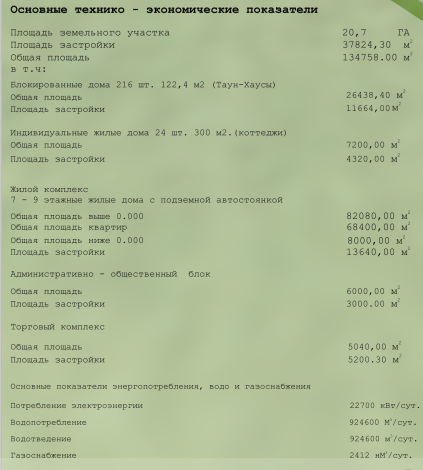 Основные технико - экономические показатели
Площадь земельного участка 20,7 ГА
Площадь застройки 37824,30 м²
Общая площадь 134758.00 м²
в т.ч:
Блокированные дома 216 шт. 122,4 м2 (Таун-Хаусы)
Общая площадь 26438,40 м²
Площадь застройки 11664,00 м²
Индивидуальные жилые дома 24 шт. 300 м2.(коттеджи)
Общая площадь 7200,00 м²
Площадь застройки 4320,00 м²
Жилой комплекс
7 - 9 этажные жилые дома с подземной автостоянкой
Общая площадь выше 0.000 82080,00 м²
Общая площадь квартир 68400,00 м²
Общая площадь ниже 0.000 8000,00 м²
Площадь застройки 13640,00 м²
Административно - общественный блок
Общая площадь 6000,00 м²
Площадь застройки 3000.00 м²
Торговый комплекс
Общая площадь 5040,00 м²
Площадь застройки 5200.30 м²
Основные показатели энергопотребления, водо и газоснабжения
Потребление электроэнергии 22700 кВт/сут.
Водопотребление 924600 М³/сут.
Водотведение 924600 м³/сут.
Газоснабжение 2412 нМ³/сут.